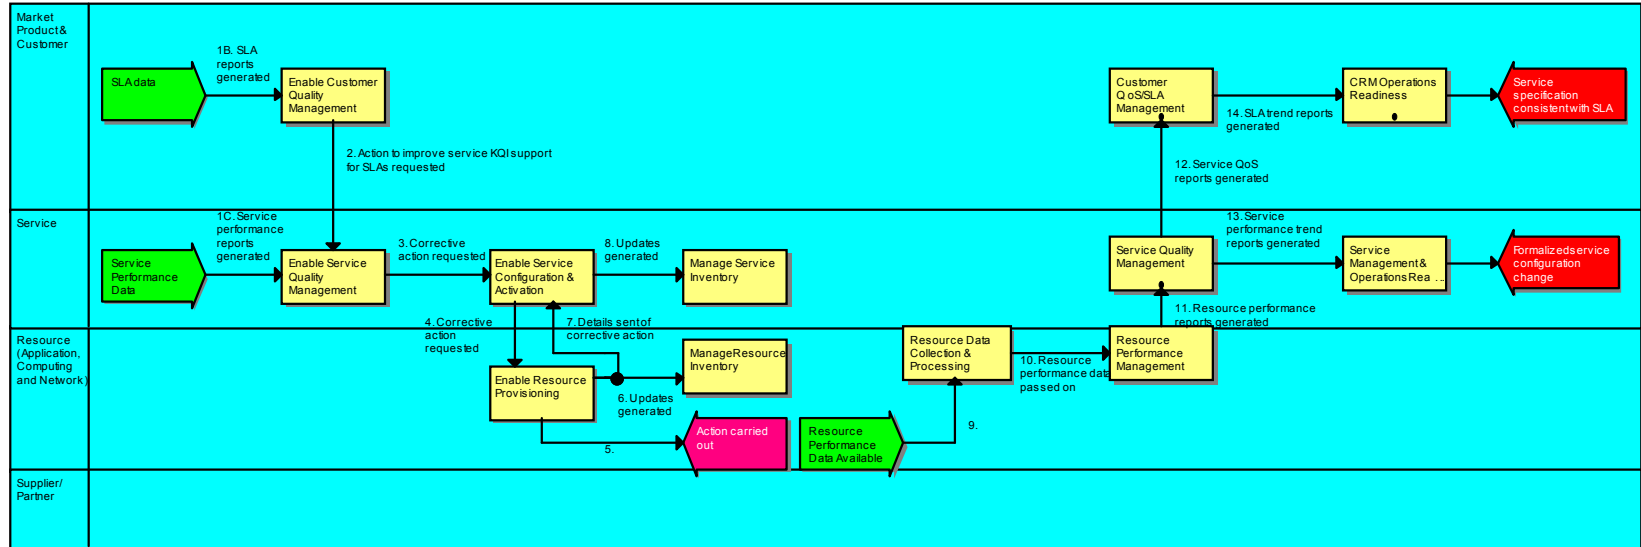 Market
Product &
Customer
SLA data
1B. SLA
reports
generated
Enable Customer
Quality
Management
2. Action to improve service KQI support
for SLAs requested
Customer
QoS/SLA
Management
14. SLA trend reports
generated
CRM Operations
Readiness
Service
specification
consistent with SLA
12. Service QoS
reports generated
Service
1C. Service
performance
reports
generated
Service
Performance
Data
Enable Service
Quality
Management
3. Corrective
action requested
Enable Service
Configuration &
Activation
8. Updates
generated
Manage Service
Inventory
Service Quality
Management
13. Service
performance trend
reports generated
Service
Management &
Operations Rea ...
Formalized service
configuration
change
4. Corrective
action
requested
7. Details sent of
corrective action
11. Resource performance
reports generated
Resource
(Application,
Computing
and Network)
Enable Resource
Provisioning
Manage Resource
Inventory
6. Updates
generated
5.
Action carried
out
Resource Data
Collection &
Processing
10. Resource
performance data
passed on
Resource
Performance
Management
Resource
Performance
Data Available
9.
Supplier/
Partner